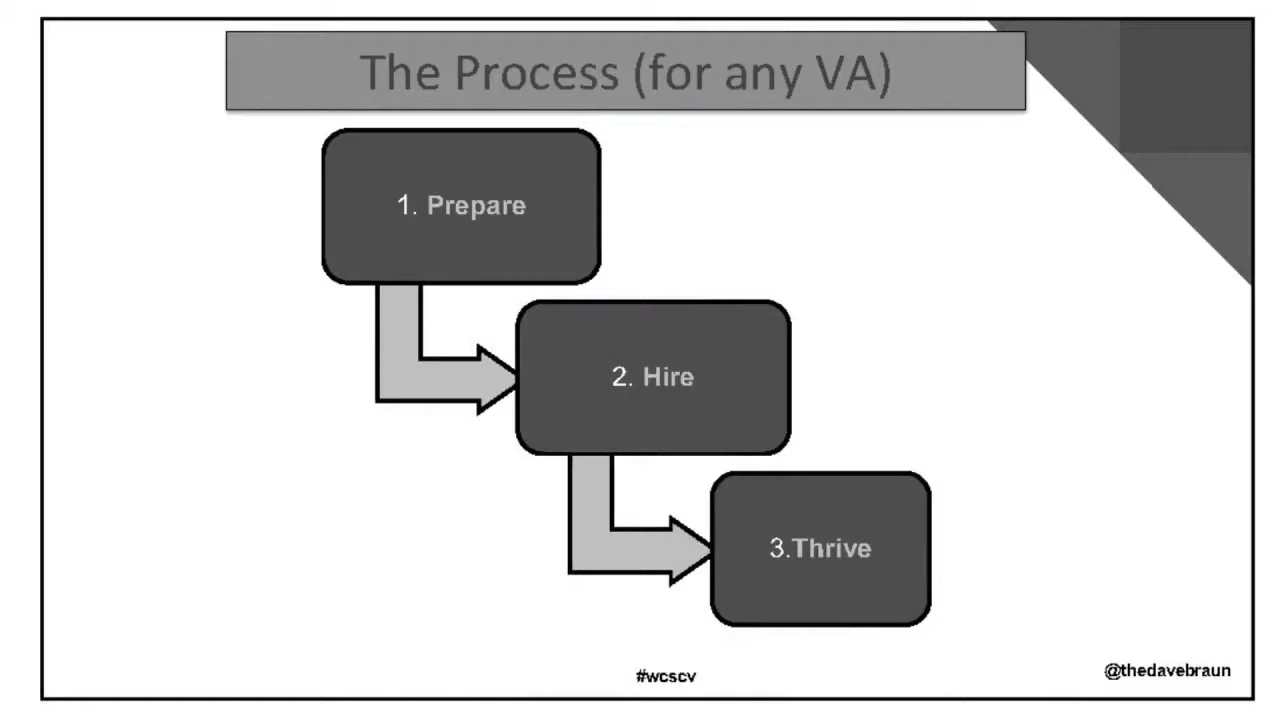 The Process (for any VA)
1. Prepare
2. Hire
3.Thrive
#wcscv
@thedavebraun